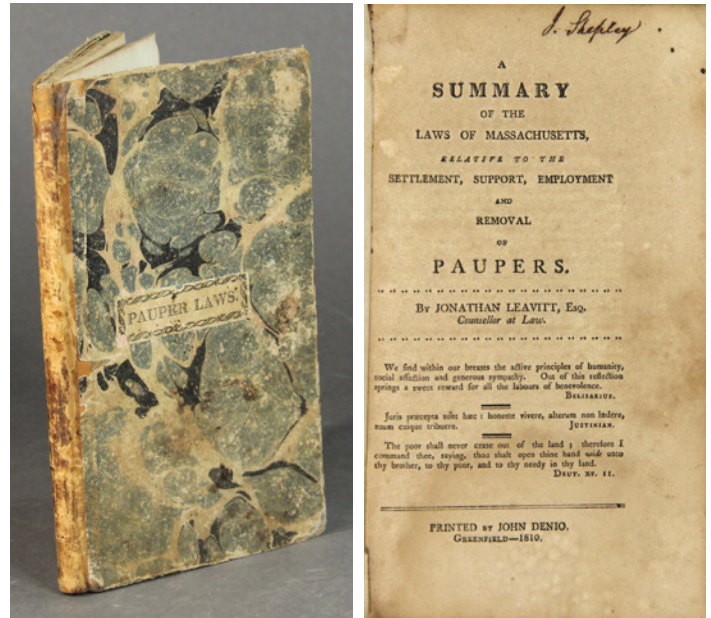 PAUPER LAWS.
J. Shepley
A
SUMMARY
OF THE
LAWS OF MASSACHUSETTS,
RELATIVE TO THE
SETTLEMENT, SUPPORT, EMPLOYMENT
AND
REMOVAL
OF
PAUPERS.
By JONATHAN LEAVITT, Esq.
Counsellor at Law.
We find within our breasts the active principles of humanity,
social affection and generous sympathy. Out of this reflection
springs a sweet reward for all the labours of benevolence.
Belisarius.
Juris præcepta sunt hæc: honeste vivere, alterum non lædere,
suum cuique tribuere. Justinian.
The poor shall never cease out of the land; therefore I
command thee, saying, thou shalt open thine hand wide unto
thy brother, to thy poor, and to thy needy in thy land.
Deut. xv. 11.
PRINTED BY JOHN DENIO.
Greenfield—1810.